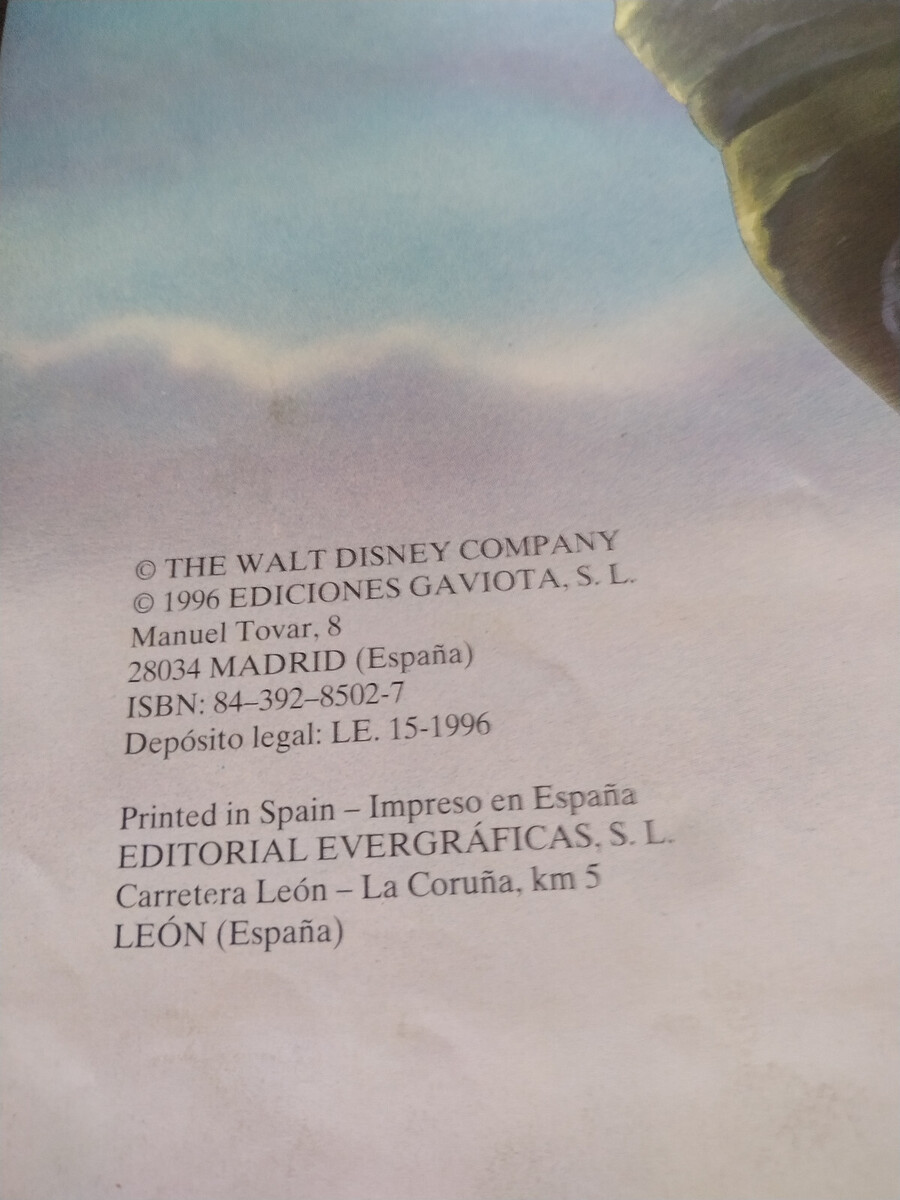 © THE WALT DISNEY COMPANY
© 1996 EDICIONES GAVIOTA, S. L.
Manuel Tovar, 8
28034 MADRID (España)
ISBN: 84–392–8502-7
Depósito legal: LE. 15-1996
Printed in Spain – Impreso en España
EDITORIAL EVERGRÁFICAS, S. L.
Carretera León – La Coruña, km 5
LEÓN (España)